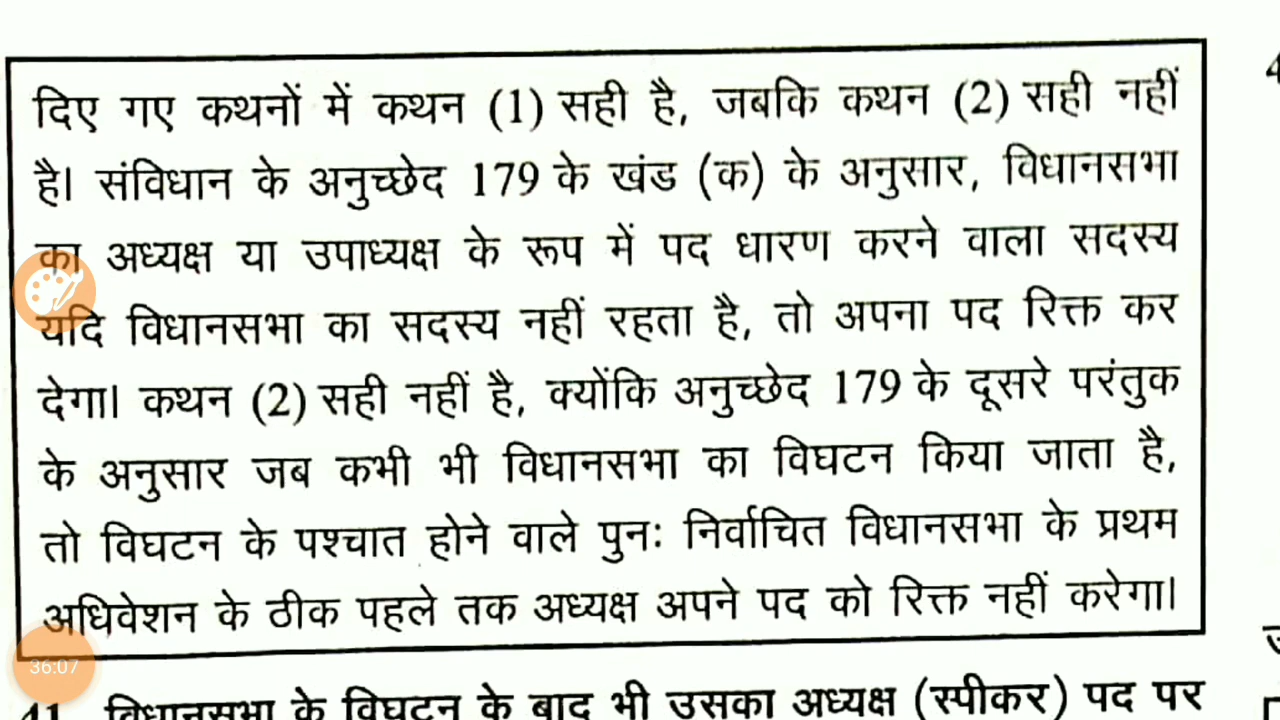 दिए गए कथनों में कथन (1) सही है, जबकि कथन (2) सही नहीं
है। संविधान के अनुच्छेद 179 के खंड (क) के अनुसार, विधानसभा
का अध्यक्ष या उपाध्यक्ष के रूप में पद धारण करने वाला सदस्य
यदि विधानसभा का सदस्य नहीं रहता है, तो अपना पद रिक्त कर
देगा। कथन (2) सही नहीं है, क्योंकि अनुच्छेद 179 के दूसरे परंतुक
के अनुसार जब कभी भी विधानसभा का विघटन किया जाता है,
तो विघटन के पश्चात होने वाले पुनः निर्वाचित विधानसभा के प्रथम
अधिवेशन के ठीक पहले तक अध्यक्ष अपने पद को रिक्त नहीं करेगा।
36:07
41. विधानसभा के विघटन के बाद भी उसका अध्यक्ष (स्पीकर) पद पर